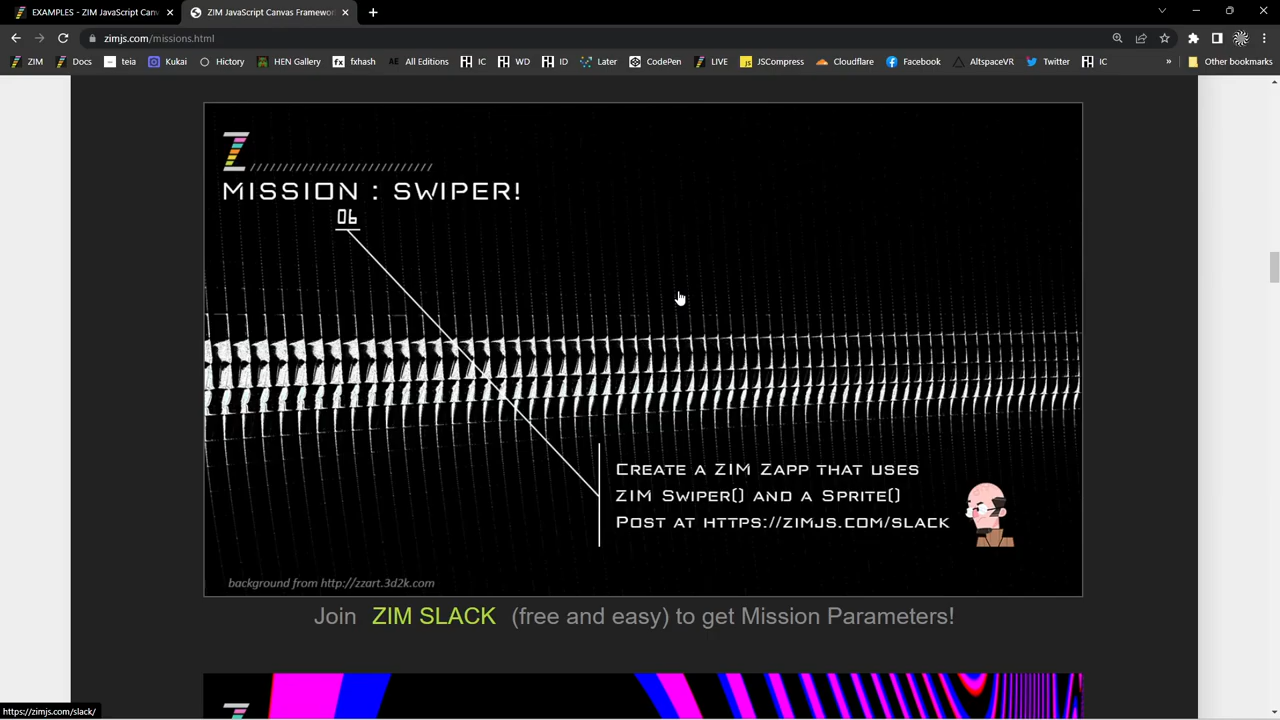 EXAMPLES - ZIM JavaScript Canv
ZIM JavaScript Canvas Framewor
zimjs.com/missions.html
ZIM
Docs
teia
Kukai
Hictory
HEN Gallery
fxhash
All Editions
IC
WD
ID
Later
CodePen
LIVE
JSCompress
Cloudflare
Facebook
AltspaceVR
Twitter
IC
»
Other bookmarks
MISSION : SWIPER!
06
Create a ZIM Zapp that uses
ZIM Swiper() and a Sprite()
Post at https://zimjs.com/slack
background from http://zzart.3d2k.com
Join ZIM SLACK (free and easy) to get Mission Parameters!
https://zimjs.com/slack/